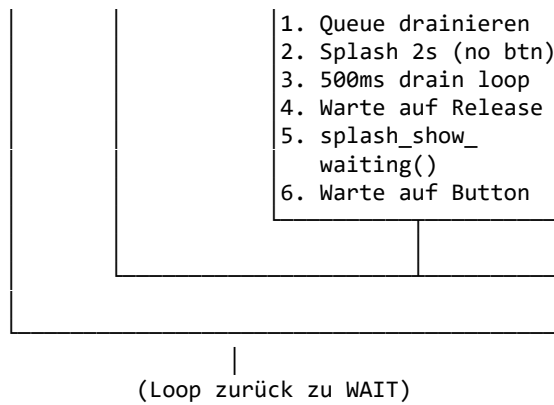 1. Queue drainieren
2. Splash 2s (no btn)
3. 500ms drain loop
4. Warte auf Release
5. splash_show_
waiting()
6. Warte auf Button
(Loop zurück zu WAIT)